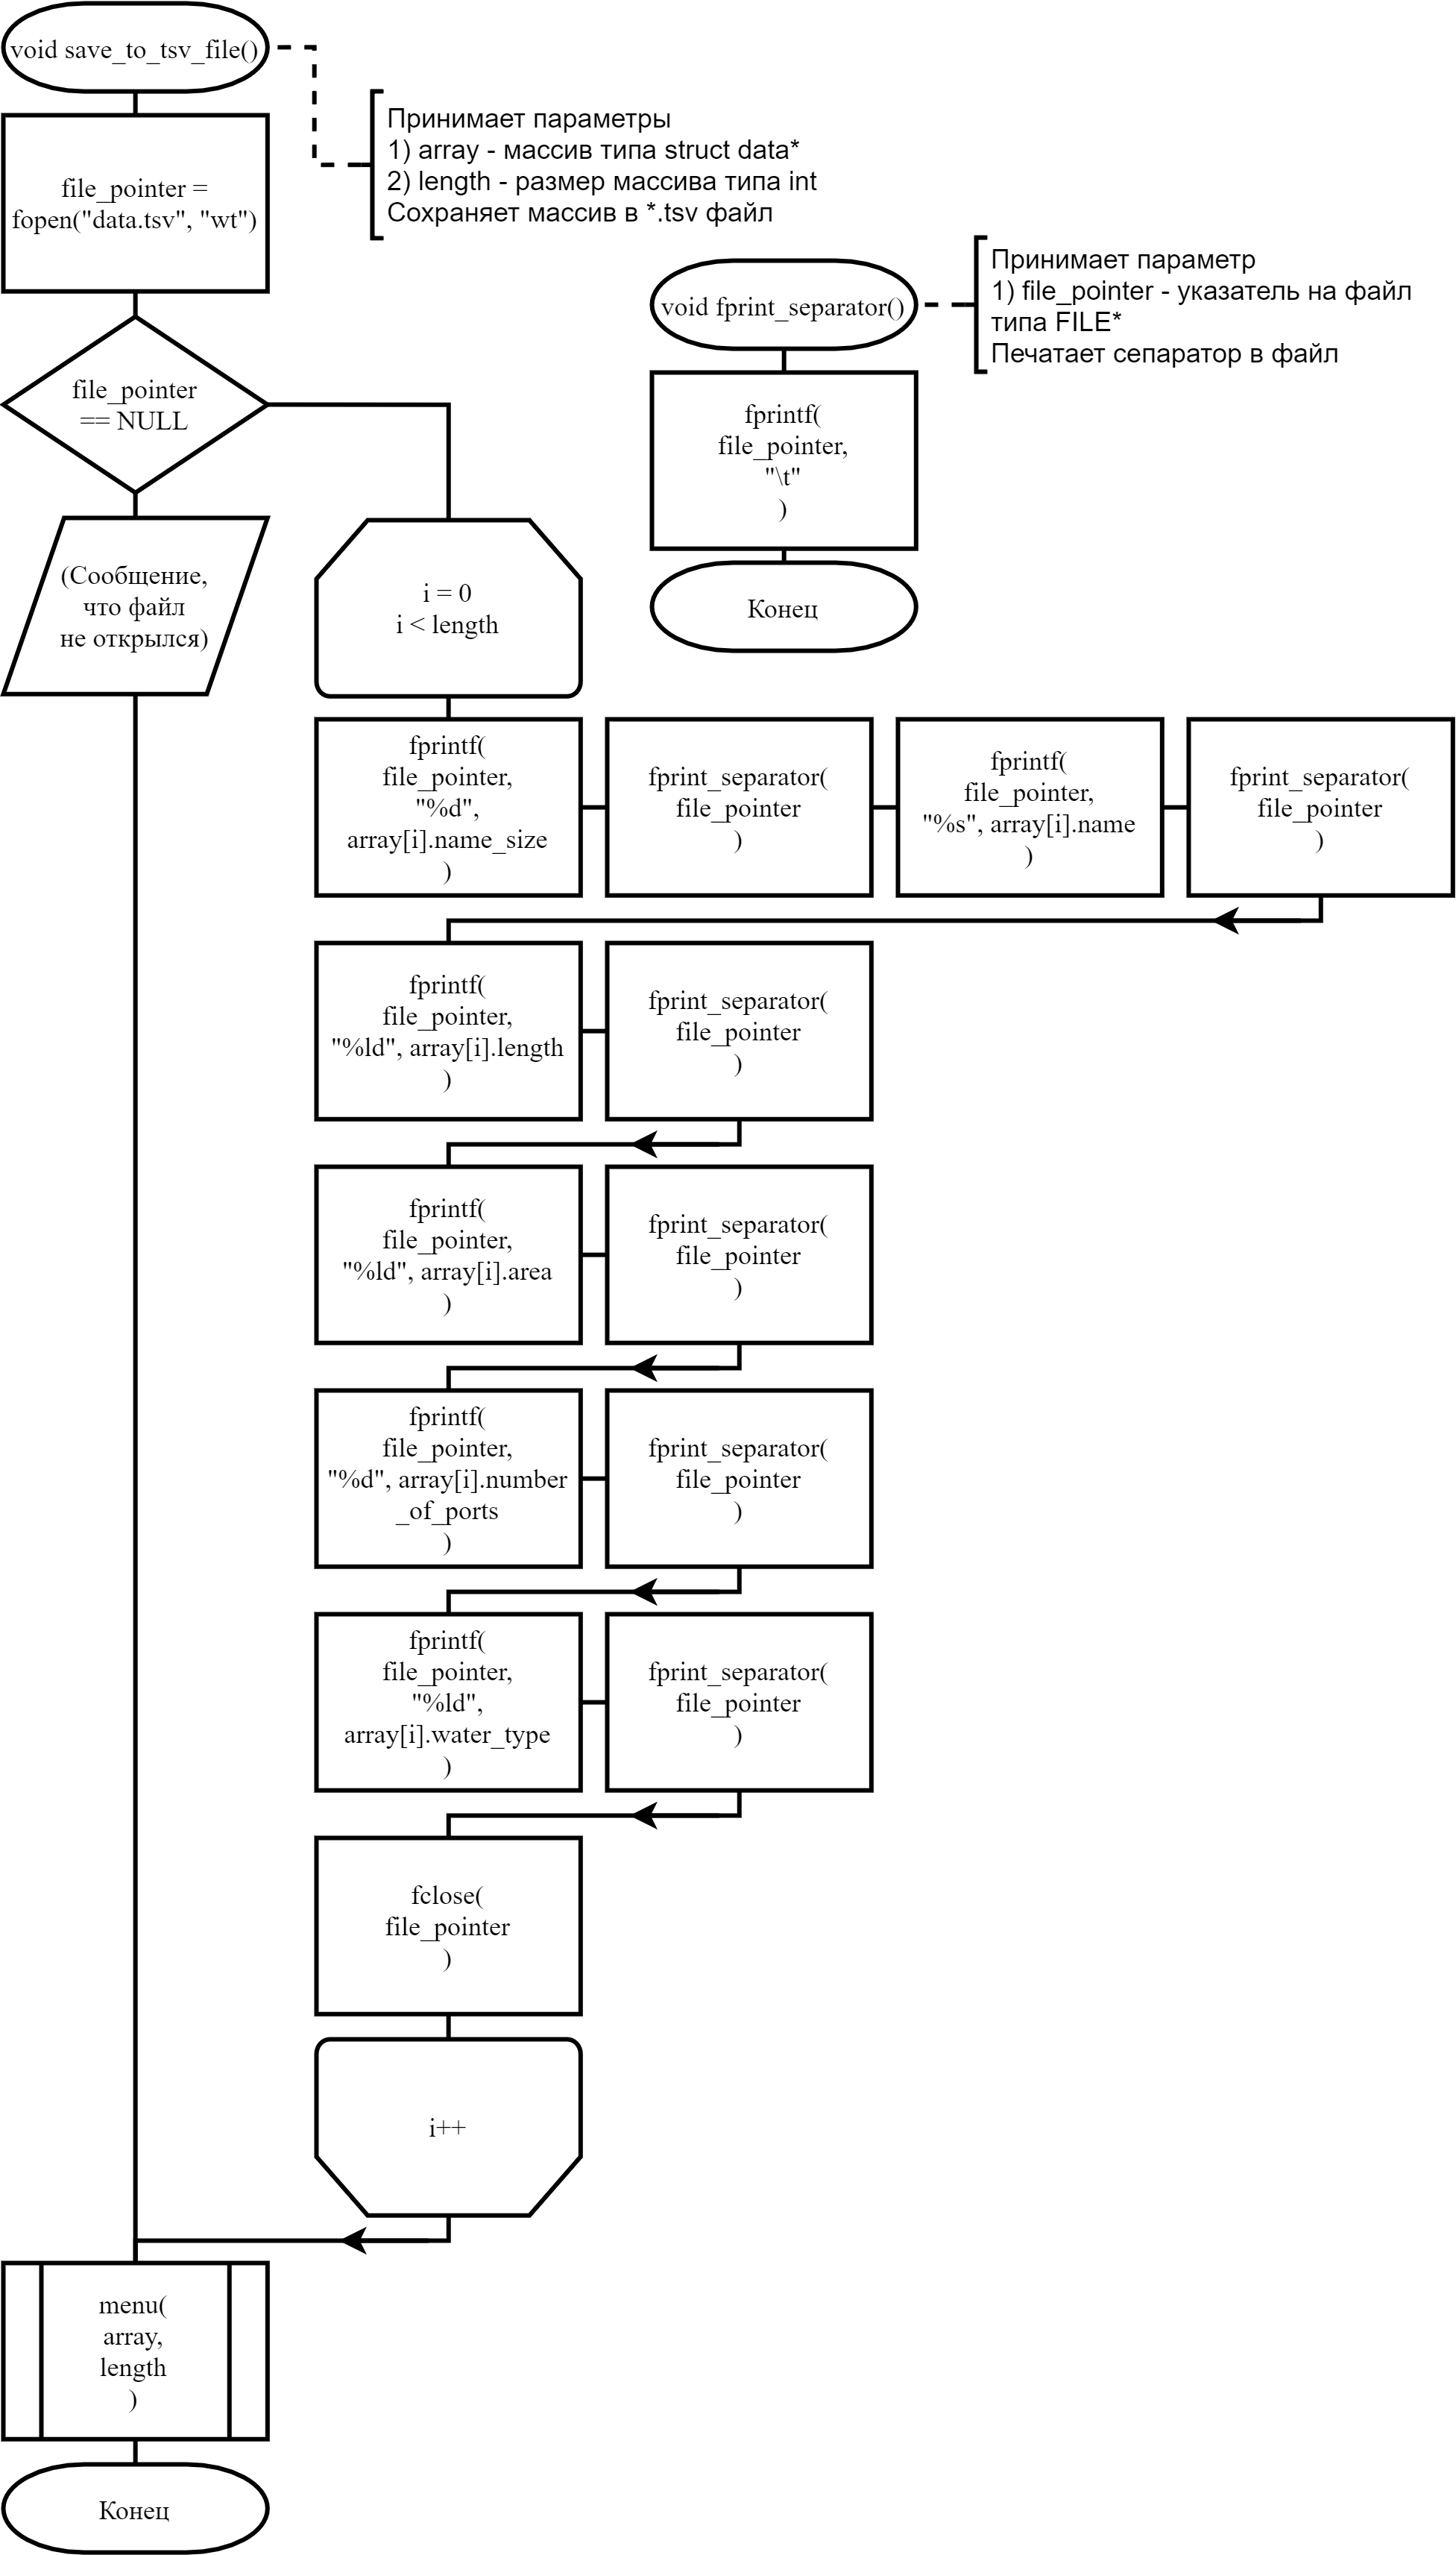 void save_to_tsv_file()
Принимает параметры
1) array - массив типа struct data*
2) length - размер массива типа int
Сохраняет массив в *.tsv файл
file_pointer =
fopen("data.tsv", "wt")
Принимает параметр
1) file_pointer - указатель на файл
типа FILE*
Печатает сепаратор в файл
void fprint_separator()
fprintf(
file_pointer,
"\t"
)
Конец
file_pointer
== NULL
(Сообщение,
что файл
не открылся)
i = 0
i < length
fprintf(
file_pointer,
"%d",
array[i].name_size
)
fprint_separator(
file_pointer
)
fprintf(
file_pointer,
"%s", array[i].name
)
fprint_separator(
file_pointer
)
fprintf(
file_pointer,
"%ld", array[i].length
)
fprint_separator(
file_pointer
)
fprintf(
file_pointer,
"%ld", array[i].area
)
fprint_separator(
file_pointer
)
fprintf(
file_pointer,
"%d", array[i].number
_of_ports
)
fprint_separator(
file_pointer
)
fprintf(
file_pointer,
"%ld",
array[i].water_type
)
fprint_separator(
file_pointer
)
fclose(
file_pointer
)
i++
menu(
array,
length
)
Конец